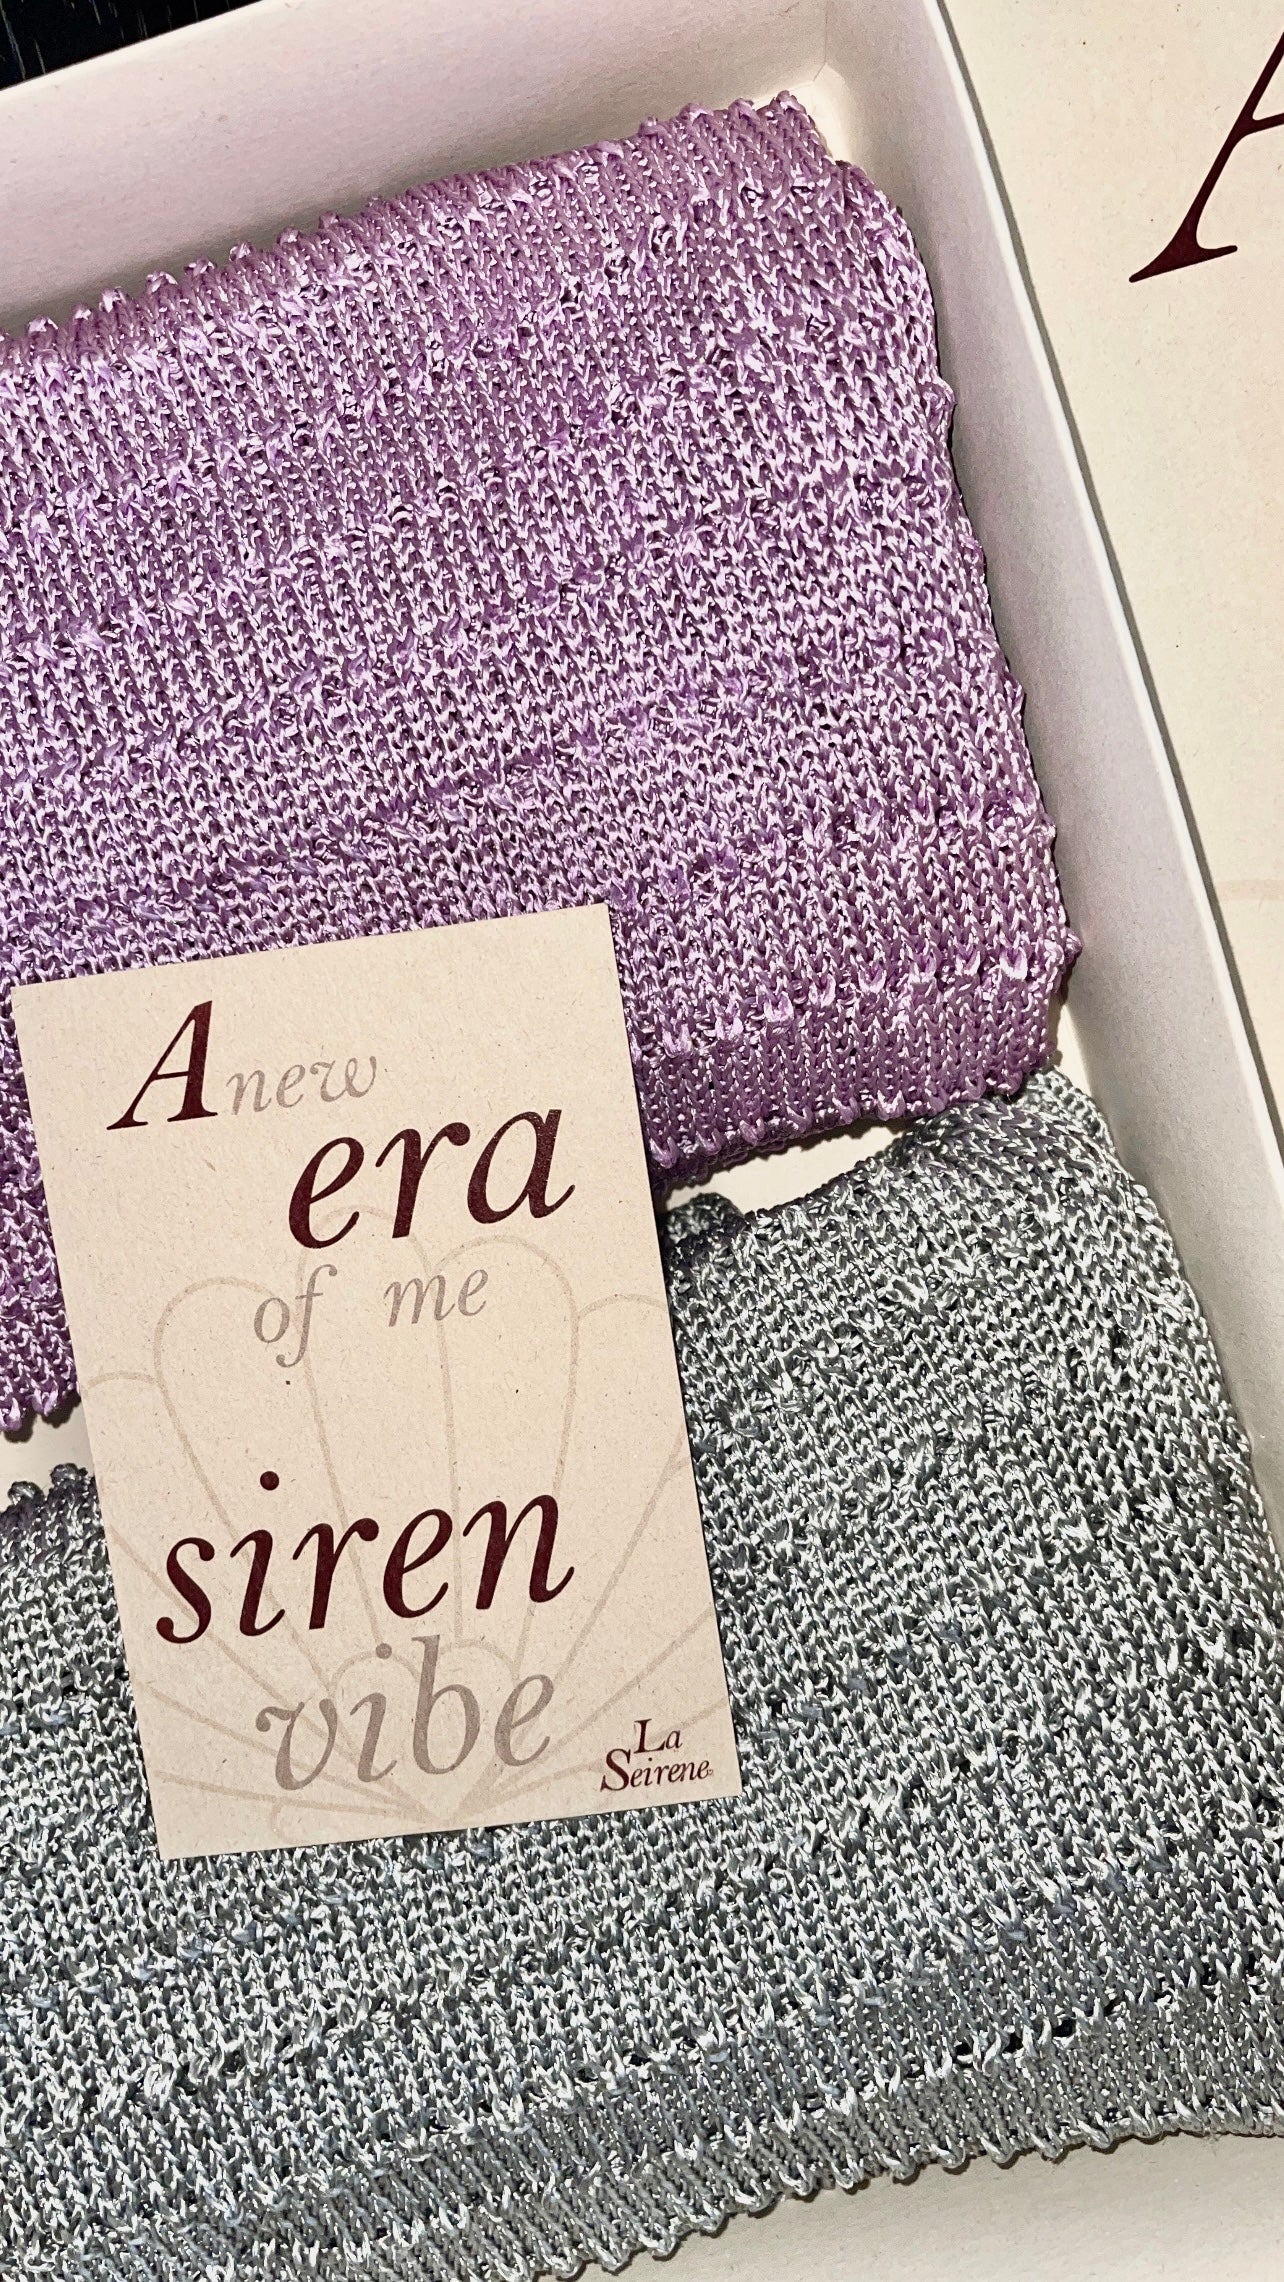 A
A new
era
of me
siren
vibe
La
Seirene